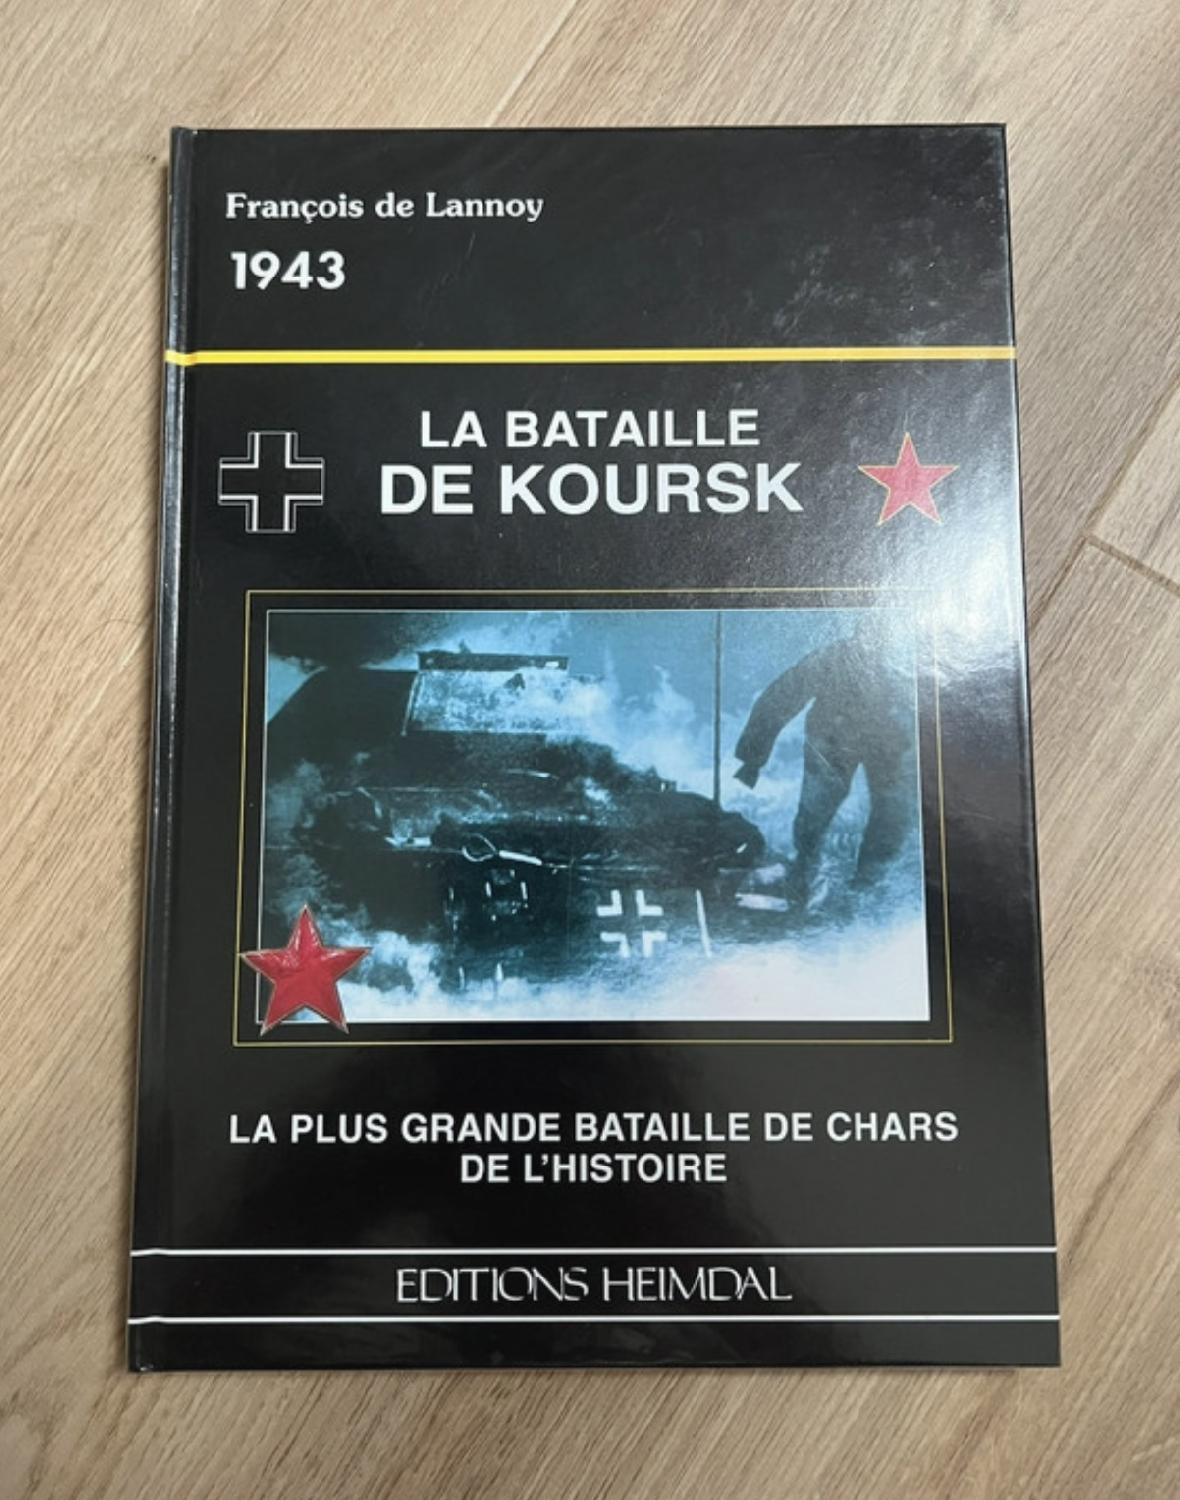 François de Lannoy
1943
LA BATAILLE
DE KOURSK
LA PLUS GRANDE BATAILLE DE CHARS
DE L'HISTOIRE
EDITIONS HEIMDAL